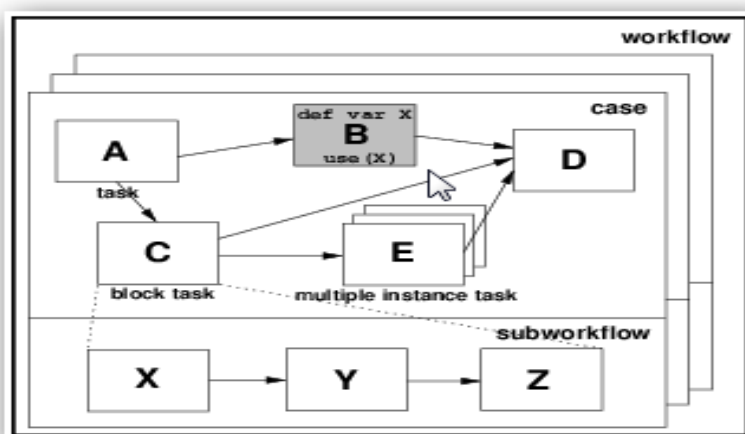 workflow
case
def var X
A
B
D
use (X)
task
C
E
block task
multiple instance task
subworkflow
X
Y
Z